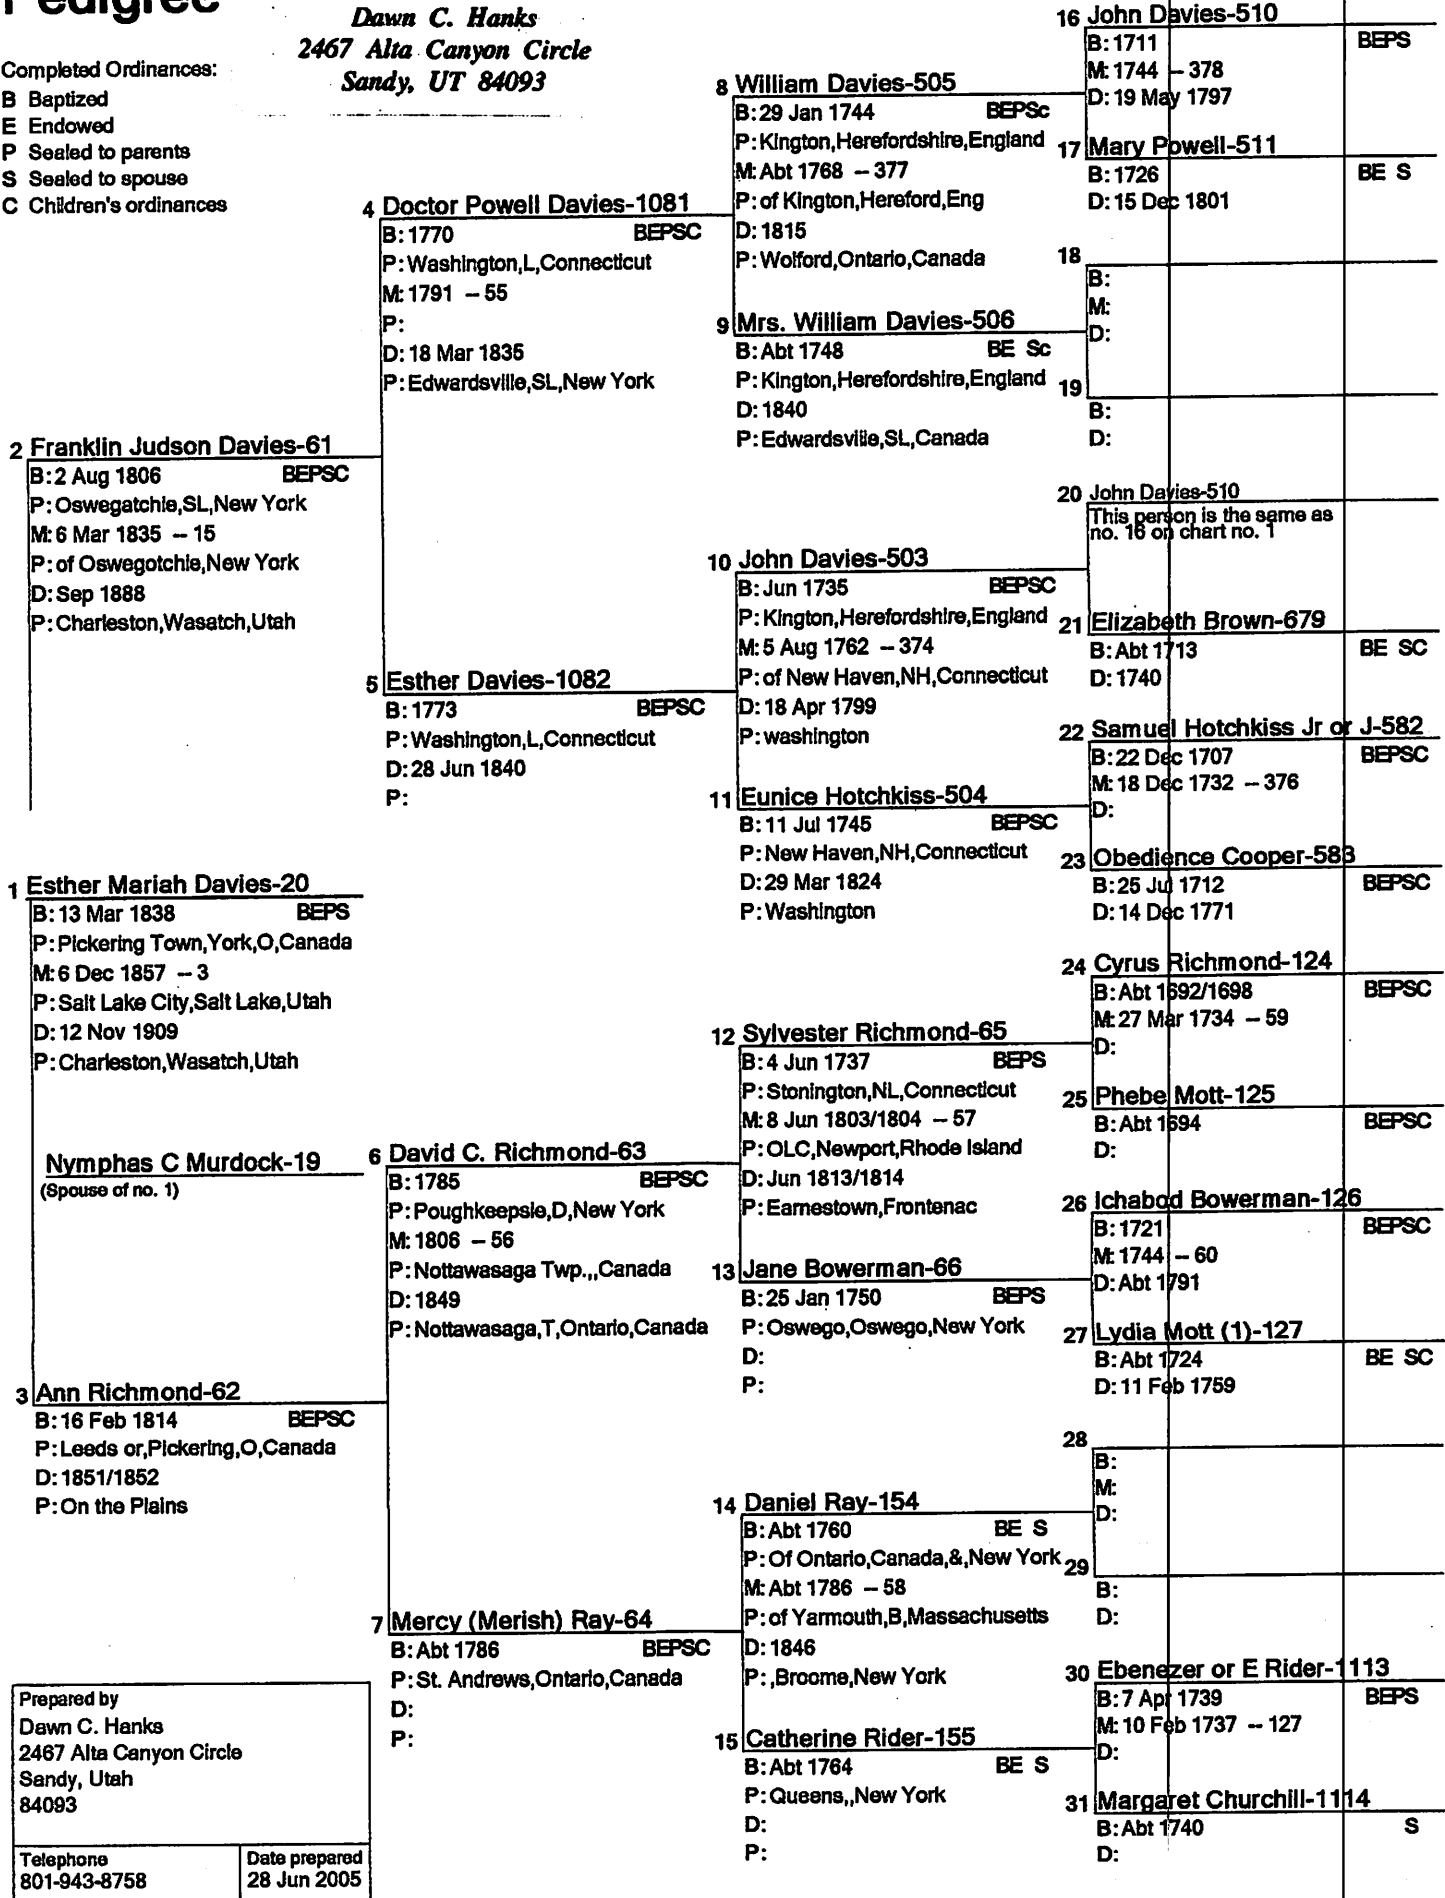 Pedigree
Dawn C. Hanks
2467 Alta Canyon Circle
Sandy, UT 84093
Completed Ordinances:
B Baptized
E Endowed
P Sealed to parents
S Sealed to spouse
C Children's ordinances
1 Esther Mariah Davies-20
B: 13 Mar 1838 BEPS
P: Pickering Town,York,O,Canada
M: 6 Dec 1857 -- 3
P: Salt Lake City,Salt Lake,Utah
D: 12 Nov 1909
P: Charleston,Wasatch,Utah
Nymphas C Murdock-19
(Spouse of no. 1)
2 Franklin Judson Davies-61
B: 2 Aug 1806 BEPSC
P: Oswegatchie,SL,New York
M: 6 Mar 1835 -- 15
P: of Oswegotchie,New York
D: Sep 1888
P: Charleston,Wasatch,Utah
3 Ann Richmond-62
B: 16 Feb 1814 BEPSC
P: Leeds or,Pickering,O,Canada
D: 1851/1852
P: On the Plains
4 Doctor Powell Davies-1081
B: 1770 BEPSC
P: Washington,L,Connecticut
M: 1791 -- 55
P:
D: 18 Mar 1835
P: Edwardsville,SL,New York
5 Esther Davies-1082
B: 1773 BEPSC
P: Washington,L,Connecticut
D: 28 Jun 1840
P:
6 David C. Richmond-63
B: 1785 BEPSC
P: Poughkeepsie,D,New York
M: 1806 -- 56
P: Nottawasaga Twp.,,Canada
D: 1849
P: Nottawasaga,T,Ontario,Canada
7 Mercy (Merish) Ray-64
B: Abt 1786 BEPSC
P: St. Andrews,Ontario,Canada
D:
P:
8 William Davies-505
B: 29 Jan 1744 BEPSc
P: Kington,Herefordshire,England
M: Abt 1768 -- 377
P: of Kington,Hereford,Eng
D: 1815
P: Wolford,Ontario,Canada
9 Mrs. William Davies-506
B: Abt 1748 BE Sc
P: Kington,Herefordshire,England
D: 1840
P: Edwardsville,SL,Canada
10 John Davies-503
B: Jun 1735 BEPSC
P: Kington,Herefordshire,England
M: 5 Aug 1762 -- 374
P: of New Haven,NH,Connecticut
D: 18 Apr 1799
P: washington
11 Eunice Hotchkiss-504
B: 11 Jul 1745 BEPSC
P: New Haven,NH,Connecticut
D: 29 Mar 1824
P: Washington
12 Sylvester Richmond-65
B: 4 Jun 1737 BEPS
P: Stonington,NL,Connecticut
M: 8 Jun 1803/1804 -- 57
P: OLC,Newport,Rhode Island
D: Jun 1813/1814
P: Earnestown,Frontenac
13 Jane Bowerman-66
B: 25 Jan 1750 BEPS
P: Oswego,Oswego,New York
D:
P:
14 Daniel Ray-154
B: Abt 1760 BE S
P: Of Ontario,Canada,&,New York
M: Abt 1786 -- 58
P: of Yarmouth,B,Massachusetts
D: 1846
P: ,Broome,New York
15 Catherine Rider-155
B: Abt 1764 BE S
P: Queens,,New York
D:
P:
16 John Davies-510
B: 1711 BEPS
M: 1744 -- 378
D: 19 May 1797
17 Mary Powell-511
B: 1726 BE S
D: 15 Dec 1801
18
B:
M:
D:
19
B:
D:
20 John Davies-510
This person is the same as
no. 16 on chart no. 1
21 Elizabeth Brown-679
B: Abt 1713 BE SC
D: 1740
22 Samuel Hotchkiss Jr or J-582
B: 22 Dec 1707 BEPSC
M: 18 Dec 1732 -- 376
D:
23 Obedience Cooper-583
B: 25 Jul 1712 BEPSC
D: 14 Dec 1771
24 Cyrus Richmond-124
B: Abt 1692/1698 BEPSC
M: 27 Mar 1734 -- 59
D:
25 Phebe Mott-125
B: Abt 1694 BEPSC
D:
26 Ichabod Bowerman-126
B: 1721 BEPSC
M: 1744 -- 60
D: Abt 1791
27 Lydia Mott (1)-127
B: Abt 1724 BE SC
D: 11 Feb 1759
28
B:
M:
D:
29
B:
D:
30 Ebenezer or E Rider-1113
B: 7 Apr 1739 BEPS
M: 10 Feb 1737 -- 127
D:
31 Margaret Churchill-1114
B: Abt 1740 S
D:
Prepared by
Dawn C. Hanks
2467 Alta Canyon Circle
Sandy, Utah
84093
Telephone
801-943-8758
Date prepared
28 Jun 2005